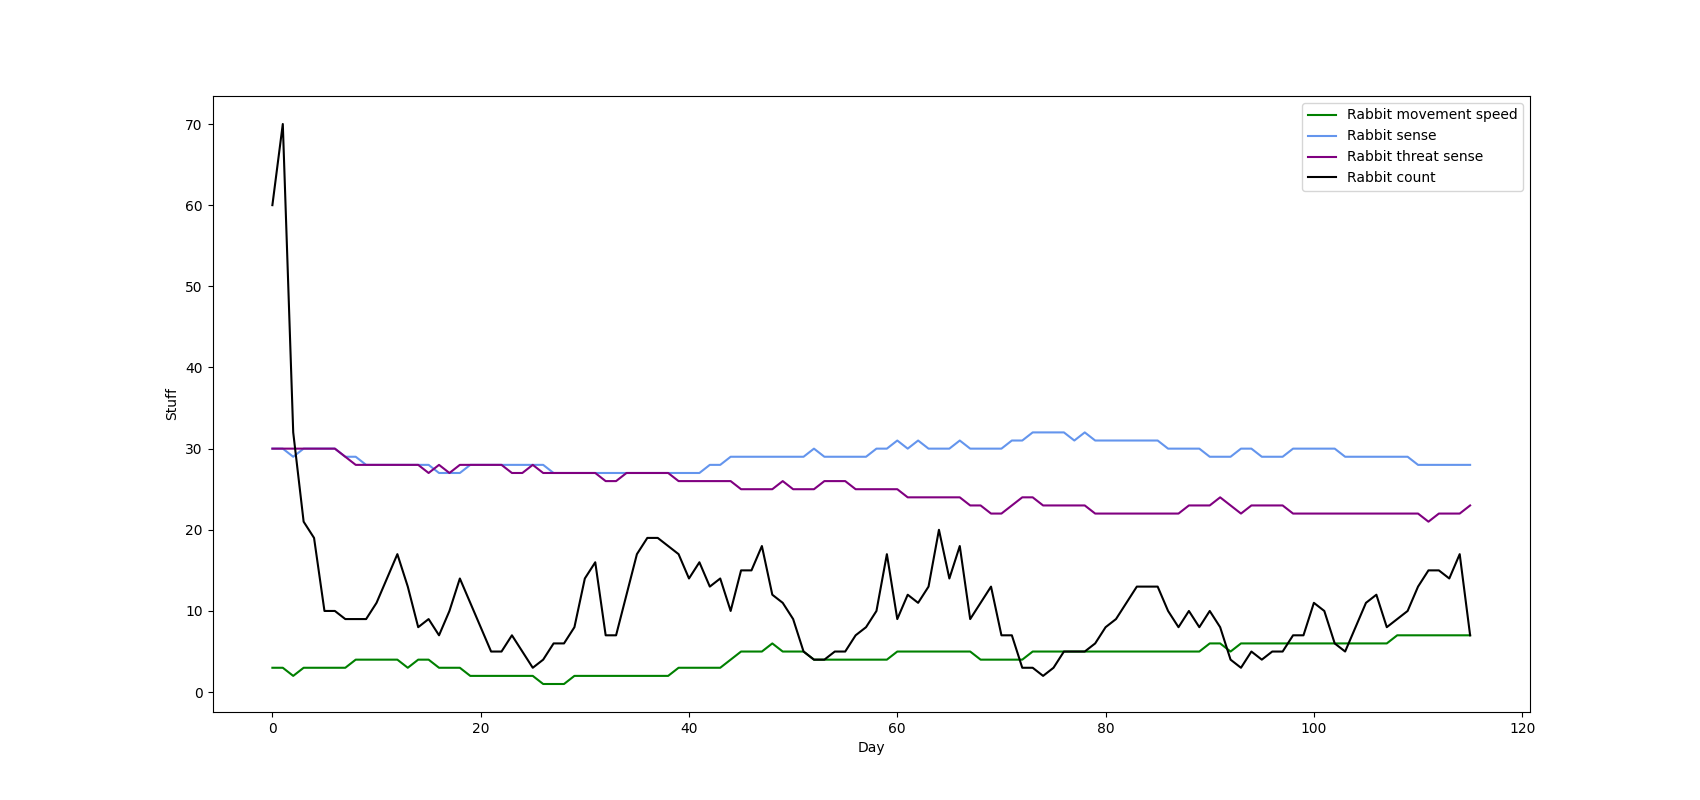 Rabbit movement speed
Rabbit sense
Rabbit threat sense
Rabbit count
70
60
50
40
30
20
10
0
Stuff
0 20 40 60 80 100 120
Day